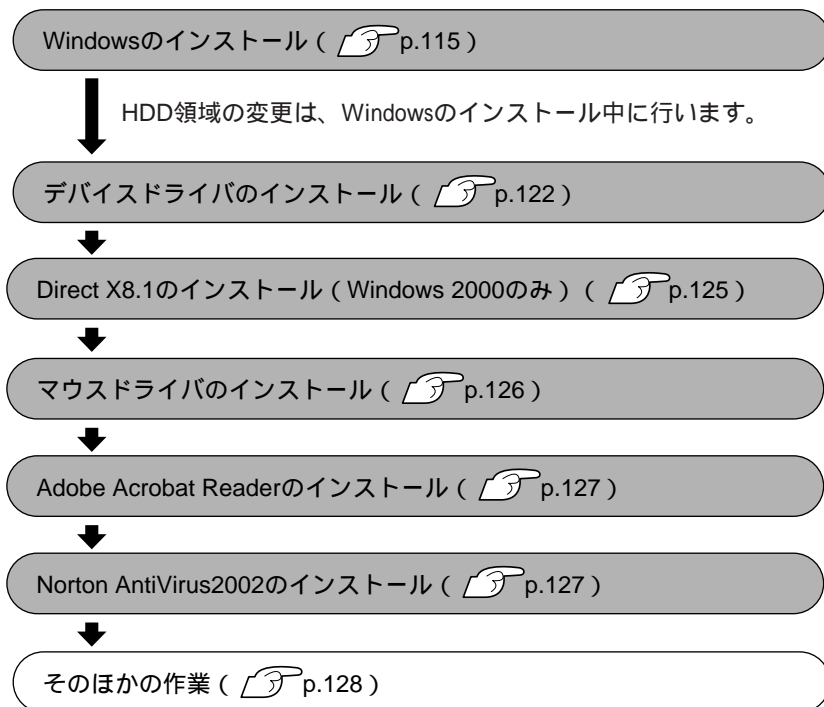 Windowsのインストール（ p.115 ）
HDD領域の変更は、Windowsのインストール中に行います。
デバイスドライバのインストール（ p.122 ）
Direct X8.1のインストール（ Windows 2000のみ ）（ p.125 ）
マウスドライバのインストール（ p.126 ）
Adobe Acrobat Readerのインストール（ p.127 ）
Norton AntiVirus2002のインストール（ p.127 ）
そのほかの作業（ p.128 ）